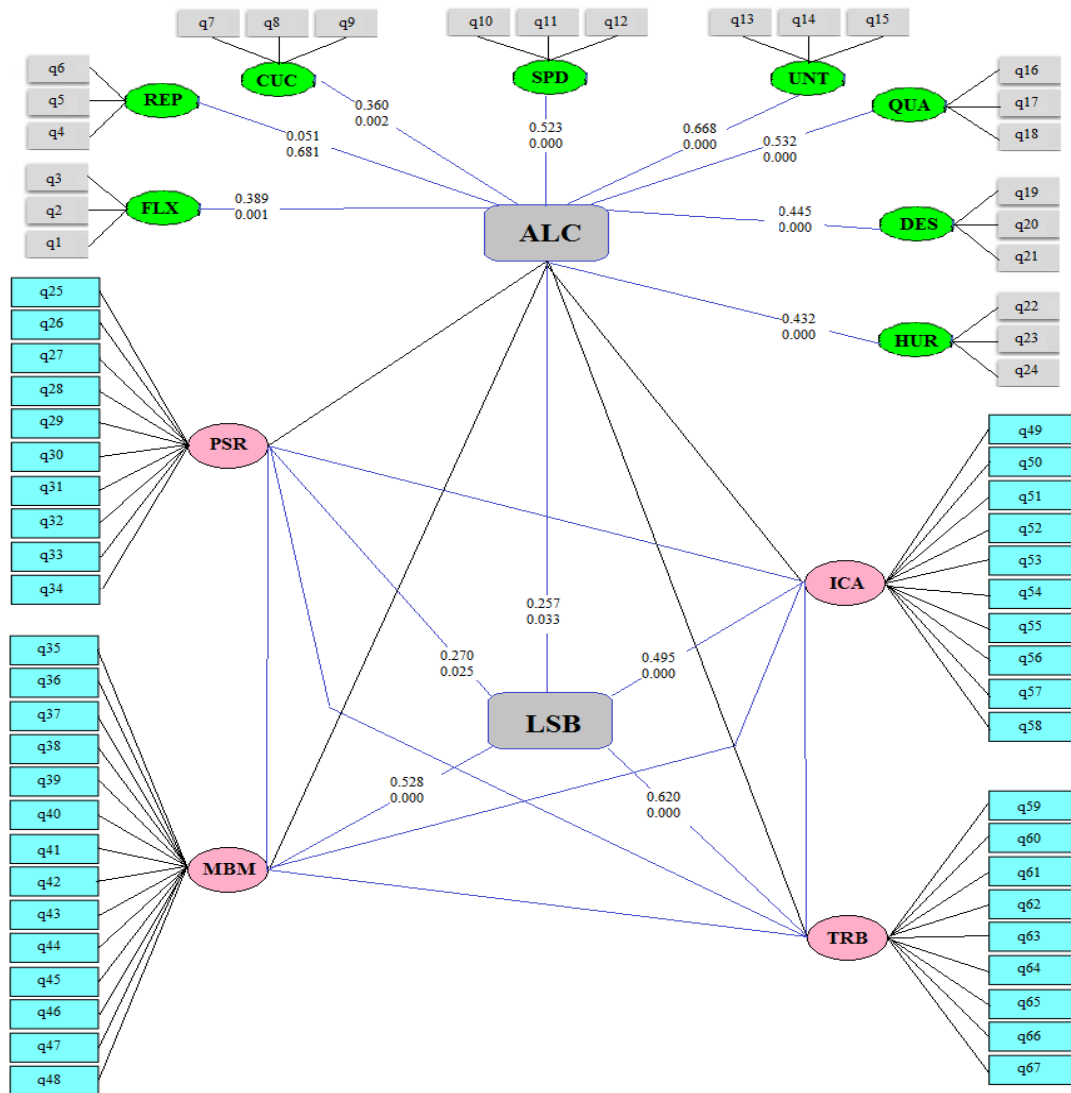 q7
q8
q9
q10
q11
q12
q13
q14
q15
CUC
SPD
UNT
q6
q5
q4
REP
QUA
q16
q17
q18
0.360
0.002
0.523
0.000
0.668
0.000
0.532
0.000
0.051
0.681
q3
q2
q1
FLX
0.389
0.001
ALC
0.445
0.000
DES
q19
q20
q21
0.432
0.000
HUR
q22
q23
q24
q25
q26
q27
q28
q29
q30
q31
q32
q33
q34
PSR
q49
q50
q51
q52
q53
q54
q55
q56
q57
q58
ICA
0.257
0.033
0.270
0.025
0.495
0.000
LSB
0.528
0.000
0.620
0.000
q35
q36
q37
q38
q39
q40
q41
q42
q43
q44
q45
q46
q47
q48
MBM
TRB
q59
q60
q61
q62
q63
q64
q65
q66
q67